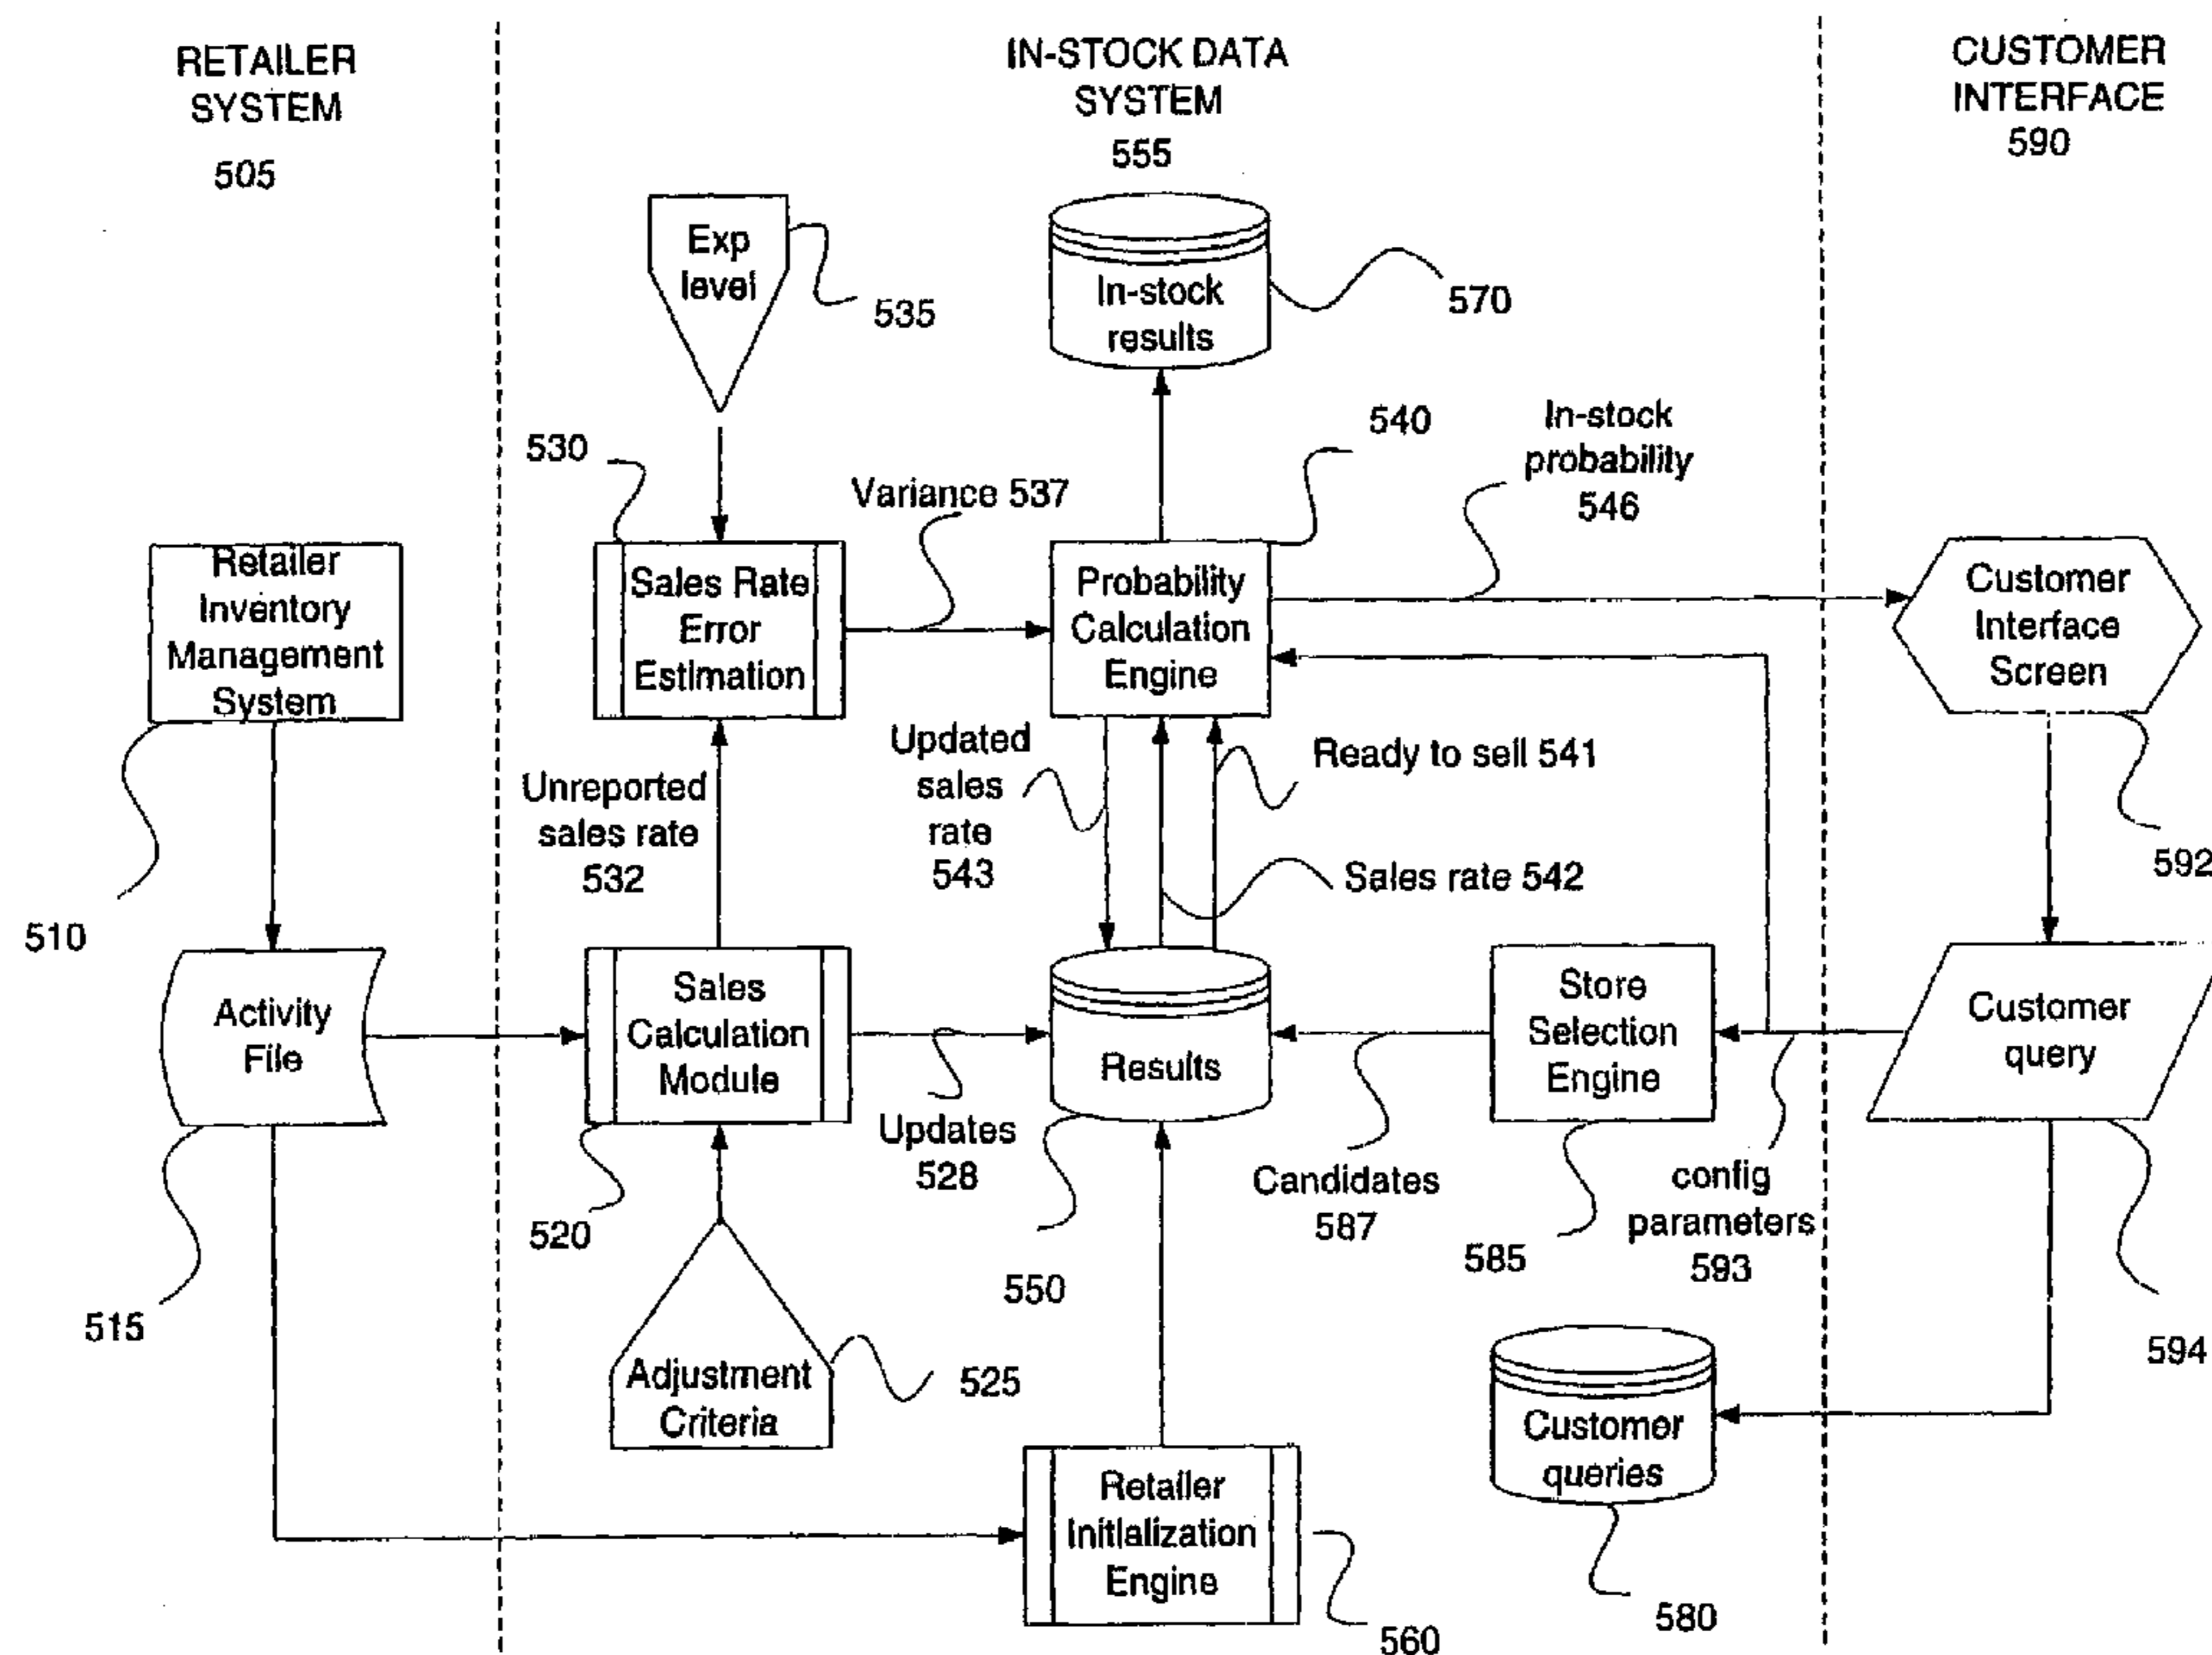 RETAILER
SYSTEM
505
IN-STOCK DATA
SYSTEM
555
CUSTOMER
INTERFACE
590
Exp
level
535
In-stock
results
570
530
Variance 537
540
In-stock
probability
546
Retailer
Inventory
Management
System
510
Sales Rate
Error
Estimation
Probability
Calculation
Engine
Customer
Interface
Screen
592
Unreported
sales rate
532
Updated
sales
rate
543
Ready to sell 541
Sales rate 542
Activity
File
515
Sales
Calculation
Module
520
Updates
528
Results
550
Store
Selection
Engine
585
Candidates
587
config
parameters
593
Customer
query
594
Adjustment
Criteria
525
Retailer
Initialization
Engine
560
Customer
queries
580